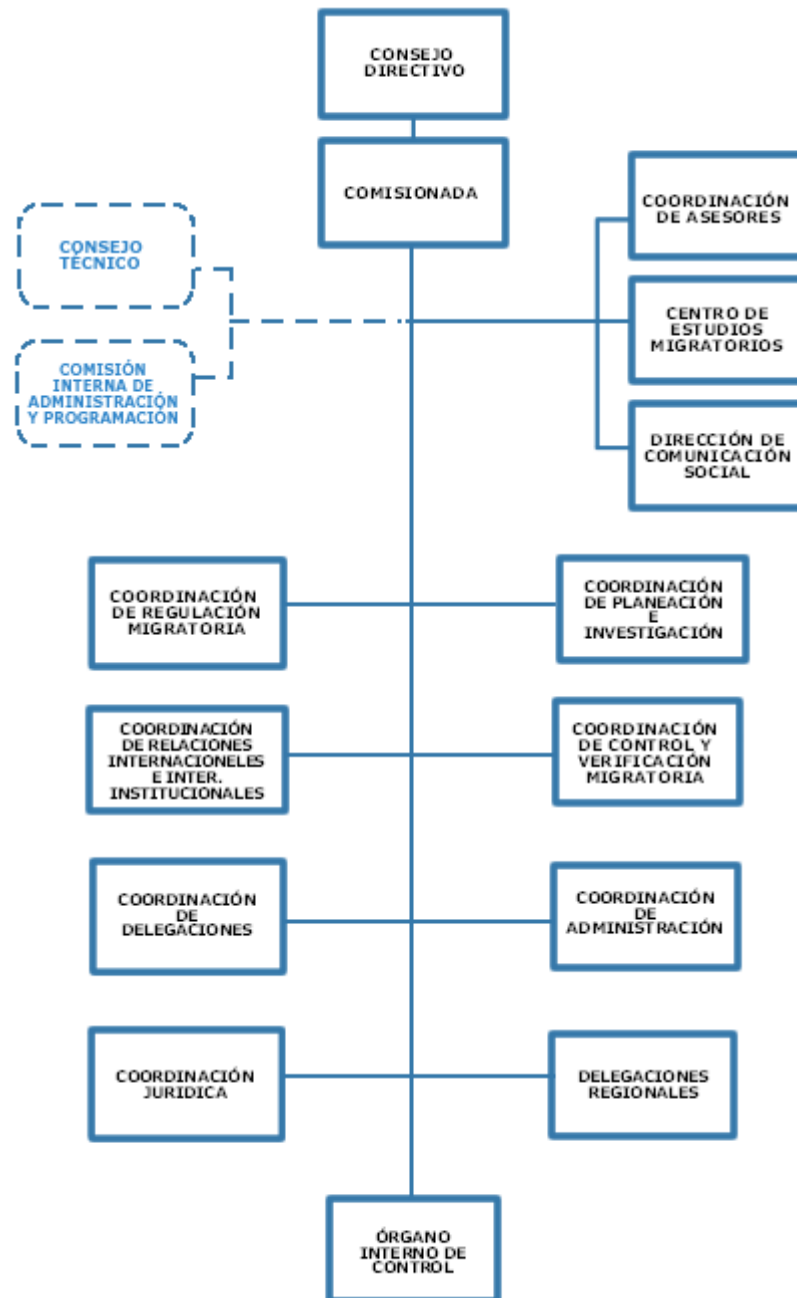 CONSEJO
DIRECTIVO
COMISIONADA
CONSEJO
TÉCNICO
COMISIÓN
INTERNA DE
ADMINISTRACIÓN
Y PROGRAMACIÓN
COORDINACIÓN
DE ASESORES
CENTRO DE
ESTUDIOS
MIGRATORIOS
DIRECCIÓN DE
COMUNICACIÓN
SOCIAL
COORDINACIÓN
DE REGULACIÓN
MIGRATORIA
COORDINACIÓN
DE PLANEACIÓN
E
INVESTIGACIÓN
COORDINACIÓN
DE RELACIONES
INTERNACIONELES
E INTER.
INSTITUCIONALES
COORDINACIÓN
DE CONTROL Y
VERIFICACIÓN
MIGRATORIA
COORDINACIÓN
DE
DELEGACIONES
COORDINACIÓN
DE
ADMINISTRACIÓN
COORDINACIÓN
JURIDICA
DELEGACIONES
REGIONALES
ÓRGANO
INTERNO DE
CONTROL